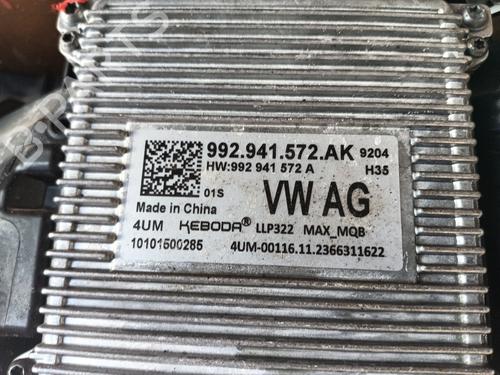 992.941.572.AK 9204
HW:992 941 572 A H35
01S VW AG
Made in China
4UM KEBODA® LLP322 MAX_MQB
10101500285 4UM-00116.11.2366311622